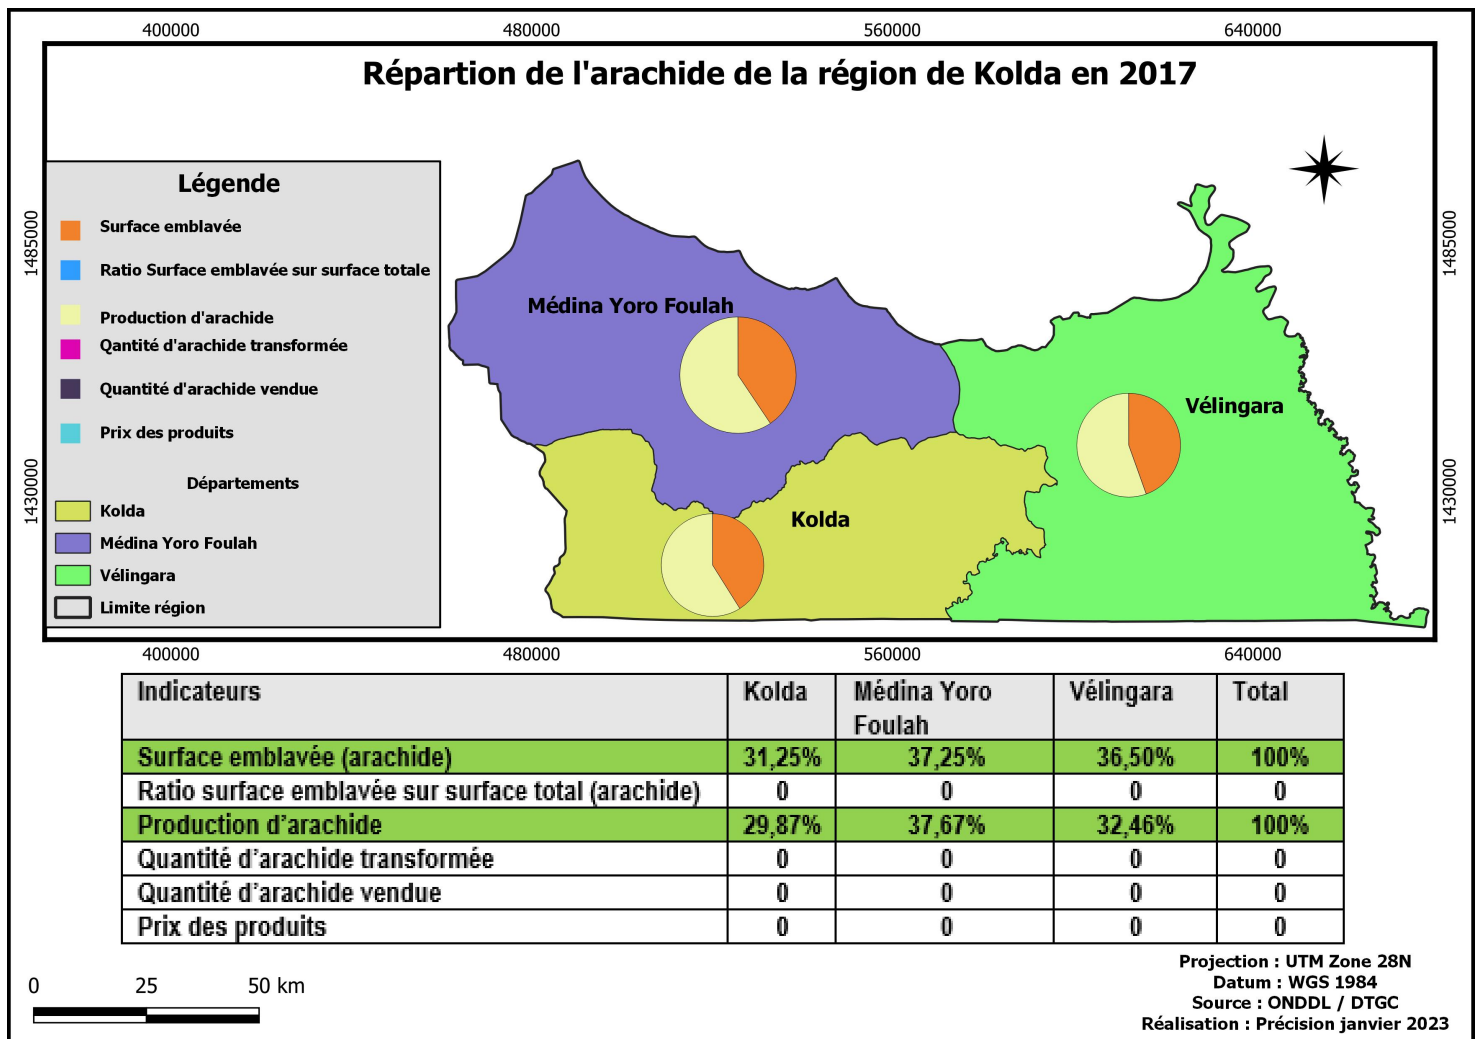 400000 480000 560000 640000
Répartion de l'arachide de la région de Kolda en 2017
1485000
1485000
1430000
1430000
Légende
Surface emblavée
Ratio Surface emblavée sur surface totale
Production d'arachide
Qantité d'arachide transformée
Quantité d'arachide vendue
Prix des produits
Départements
Kolda
Médina Yoro Foulah
Vélingara
Limite région
Médina Yoro Foulah
Vélingara
Kolda
400000 480000 560000 640000
Indicateurs Kolda Médina Yoro Foulah Vélingara Total
Surface emblavée (arachide) 31,25% 37,25% 36,50% 100%
Ratio surface emblavée sur surface total (arachide) 0 0 0 0
Production d'arachide 29,87% 37,67% 32,46% 100%
Quantité d'arachide transformée 0 0 0 0
Quantité d'arachide vendue 0 0 0 0
Prix des produits 0 0 0 0
0 25 50 km
Projection : UTM Zone 28N
Datum : WGS 1984
Source : ONDDL / DTGC
Réalisation : Précision janvier 2023